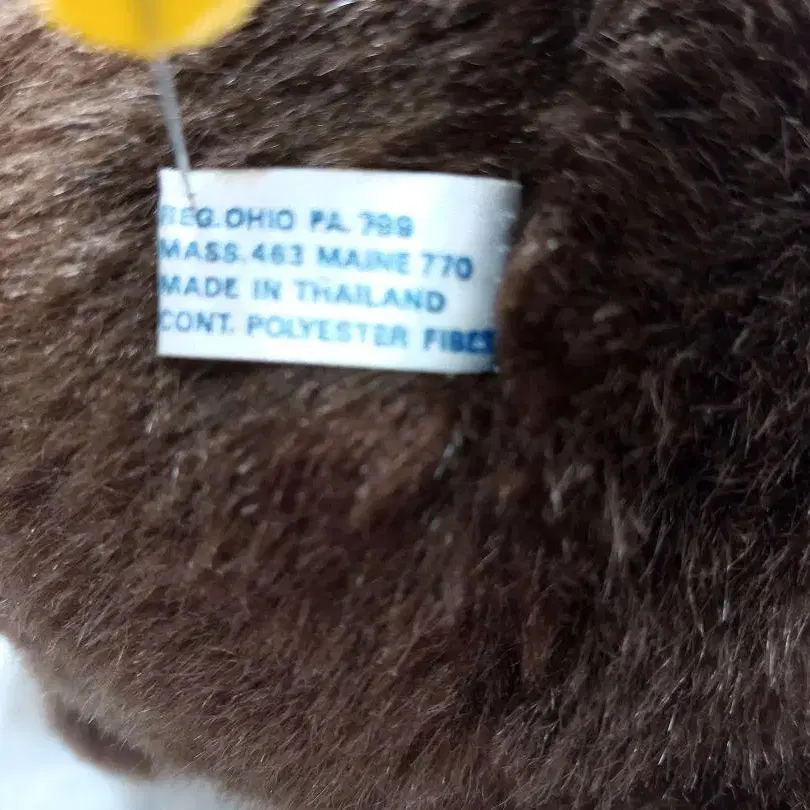 REG. OHIO PA. 799
MASS. 463 MAINE 770
MADE IN THAILAND
CONT. POLYESTER FIBER